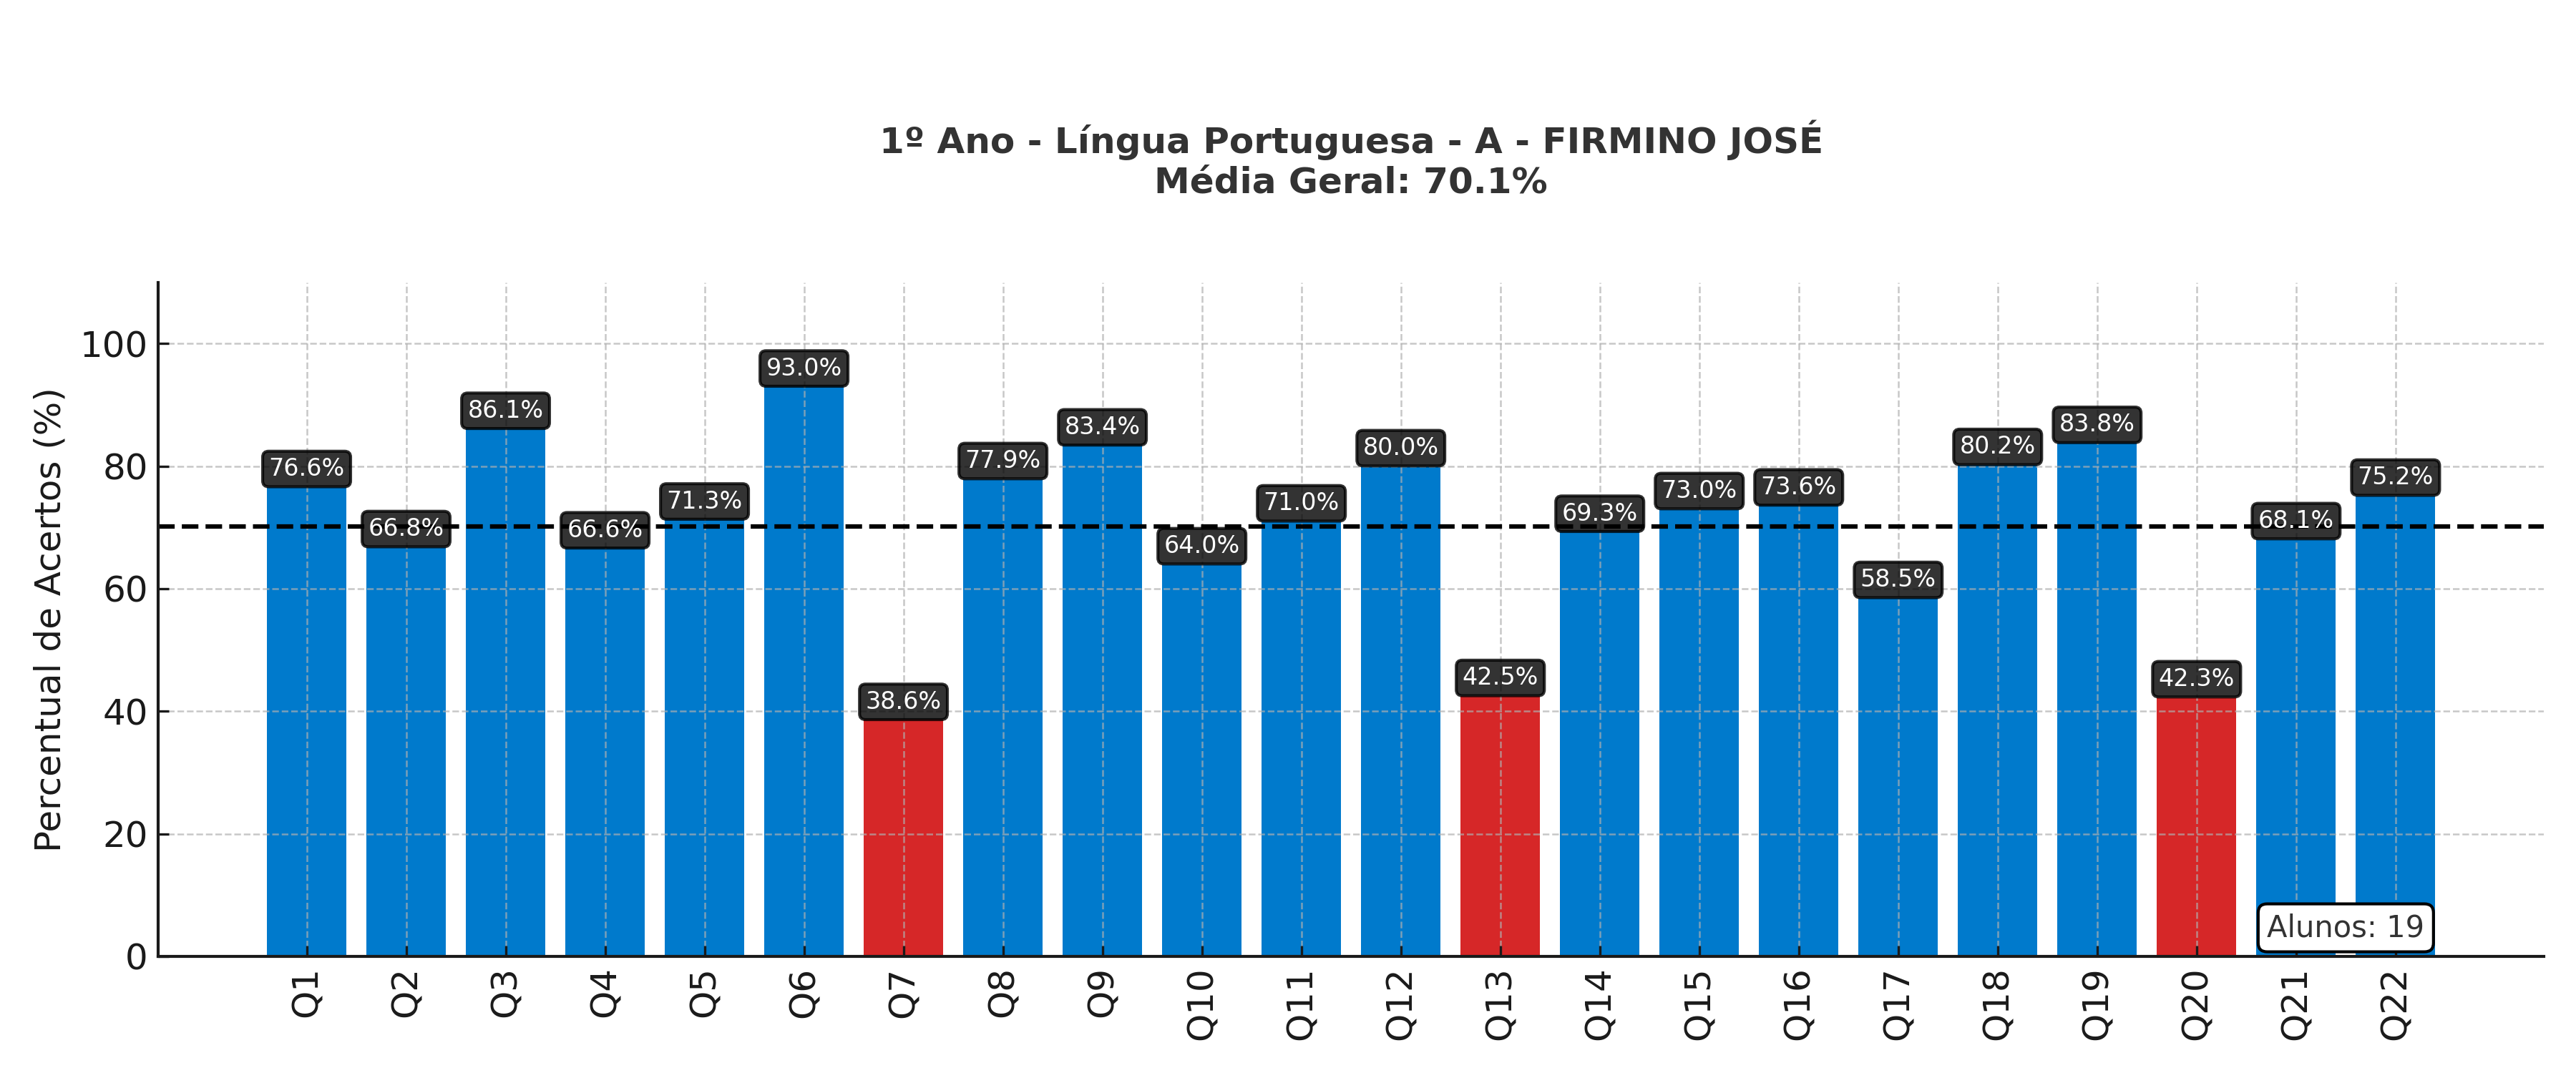 1º Ano - Língua Portuguesa - A - FIRMINO JOSÉ
Média Geral: 70.1%
Percentual de Acertos (%)
100
80
60
40
20
0
76.6%
66.8%
86.1%
66.6%
71.3%
93.0%
38.6%
77.9%
83.4%
64.0%
71.0%
80.0%
42.5%
69.3%
73.0%
73.6%
58.5%
80.2%
83.8%
42.3%
68.1%
75.2%
Alunos: 19
Q1
Q2
Q3
Q4
Q5
Q6
Q7
Q8
Q9
Q10
Q11
Q12
Q13
Q14
Q15
Q16
Q17
Q18
Q19
Q20
Q21
Q22